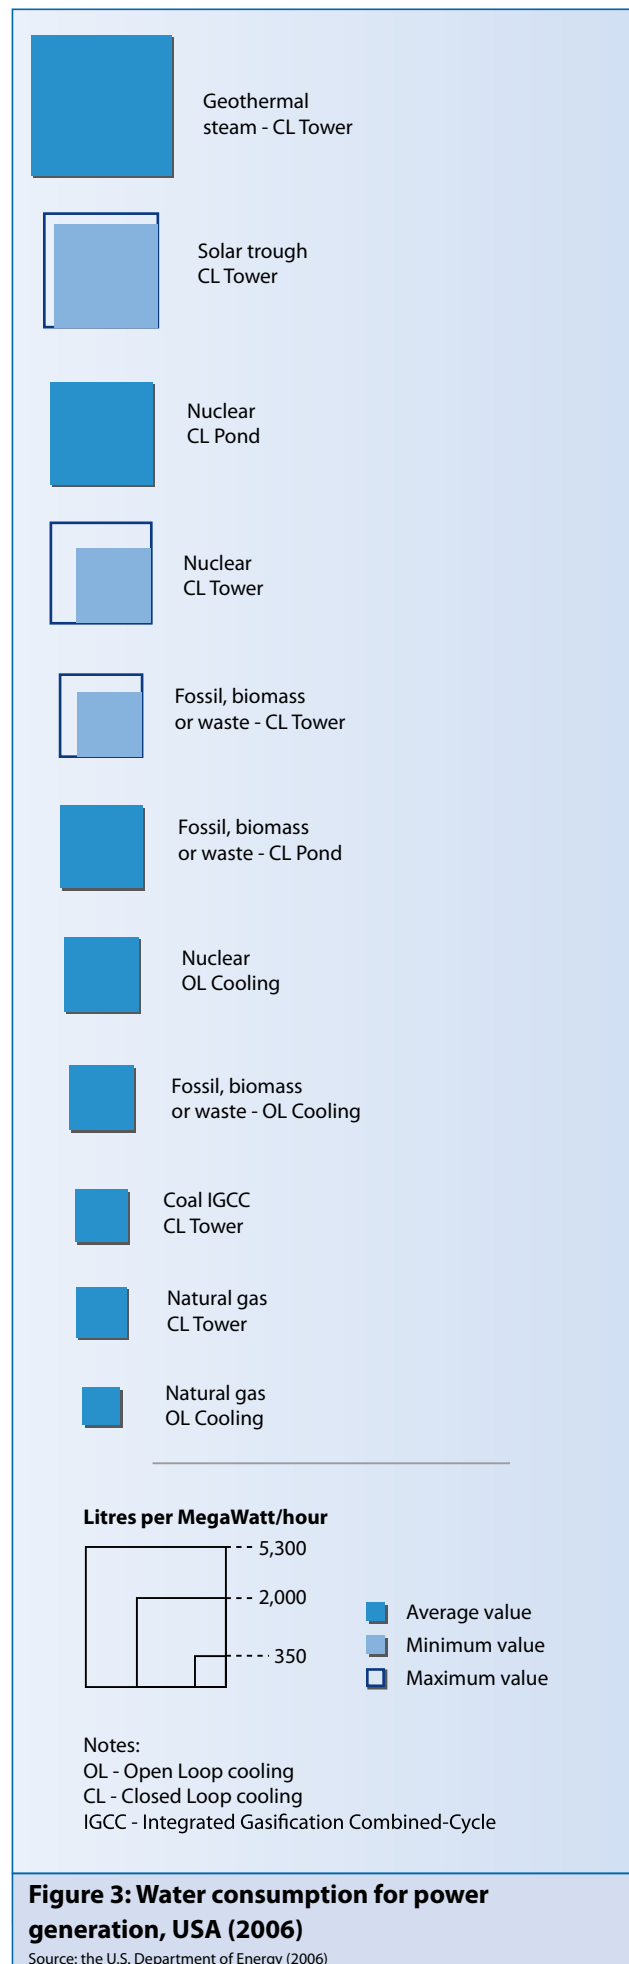 Geothermal
steam - CL Tower
Solar trough
CL Tower
Nuclear
CL Pond
Nuclear
CL Tower
Fossil, biomass
or waste - CL Tower
Fossil, biomass
or waste - CL Pond
Nuclear
OL Cooling
Fossil, biomass
or waste - OL Cooling
Coal IGCC
CL Tower
Natural gas
CL Tower
Natural gas
OL Cooling
Litres per MegaWatt/hour
5,300
2,000
350
Average value
Minimum value
Maximum value
Notes:
OL - Open Loop cooling
CL - Closed Loop cooling
IGCC - Integrated Gasification Combined-Cycle
Figure 3: Water consumption for power
generation, USA (2006)
Source: the U.S. Department of Energy (2006)